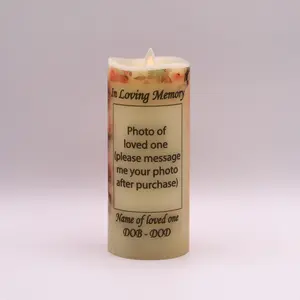 In Loving Memory
Photo of
loved one
(please message
me your photo
after purchase)
Name of loved one
DOB - DOD